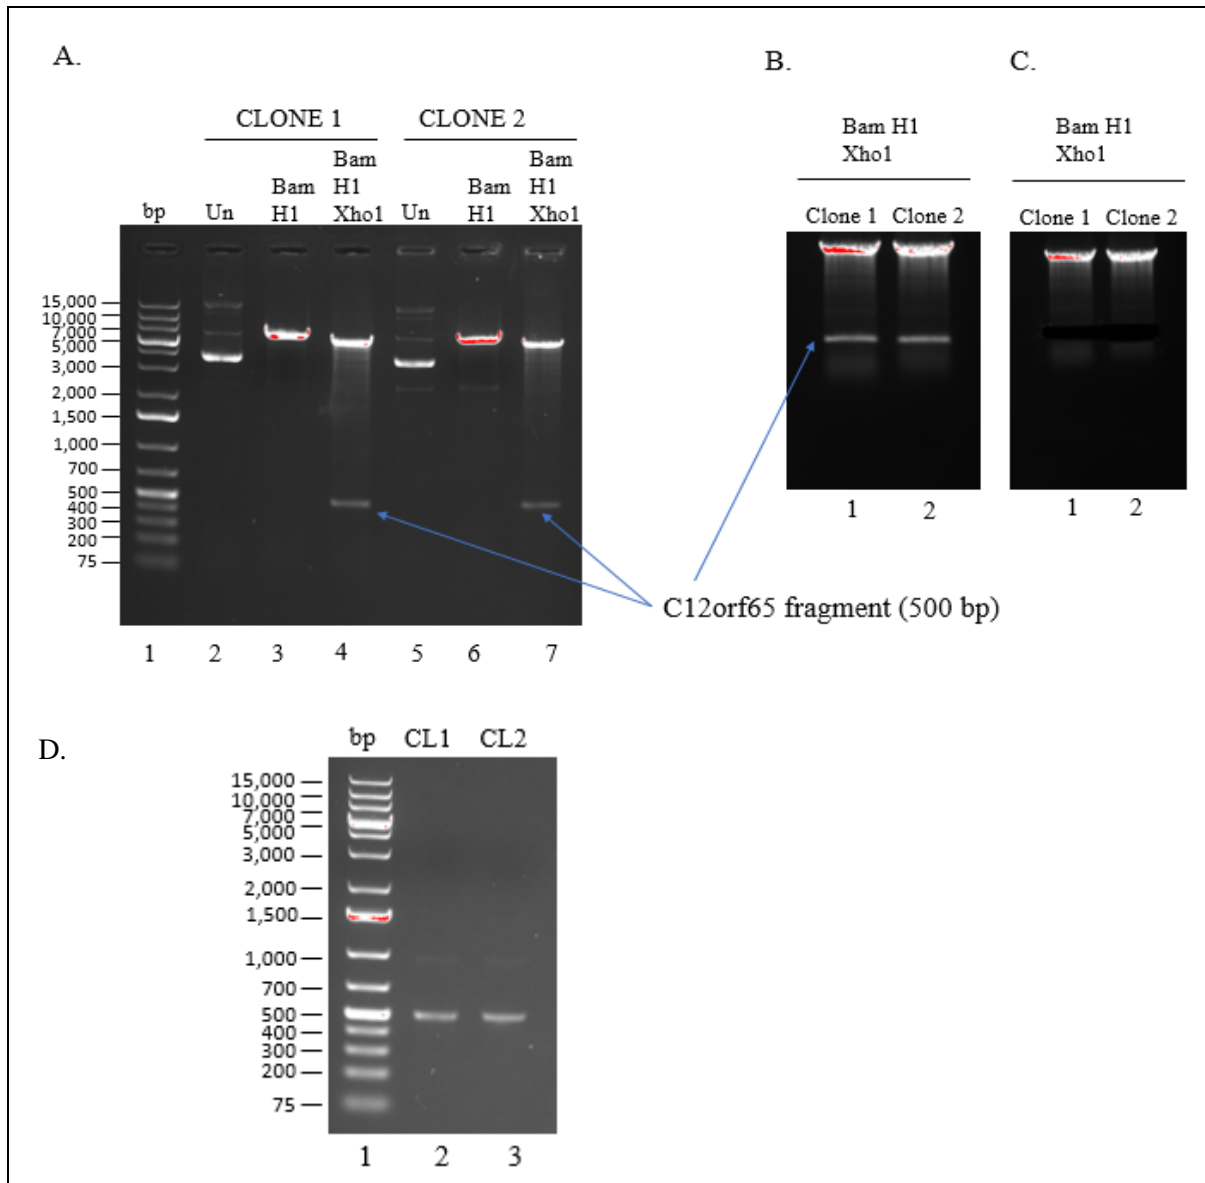 A.
CLONE 1
CLONE 2
bp
Un
Bam
H1
Bam
H1
Xho1
Un
Bam
H1
Bam
H1
Xho1
15,000
10,000
7,000
5,000
3,000
2,000
1,500
1,000
700
500
400
300
200
75
1 2 3 4 5 6 7
B.
Bam H1
Xho1
Clone 1 Clone 2
1 2
C.
Bam H1
Xho1
Clone 1 Clone 2
1 2
C12orf65 fragment (500 bp)
D.
bp CL1 CL2
15,000
10,000
7,000
5,000
3,000
2,000
1,500
1,000
700
500
400
300
200
75
1 2 3